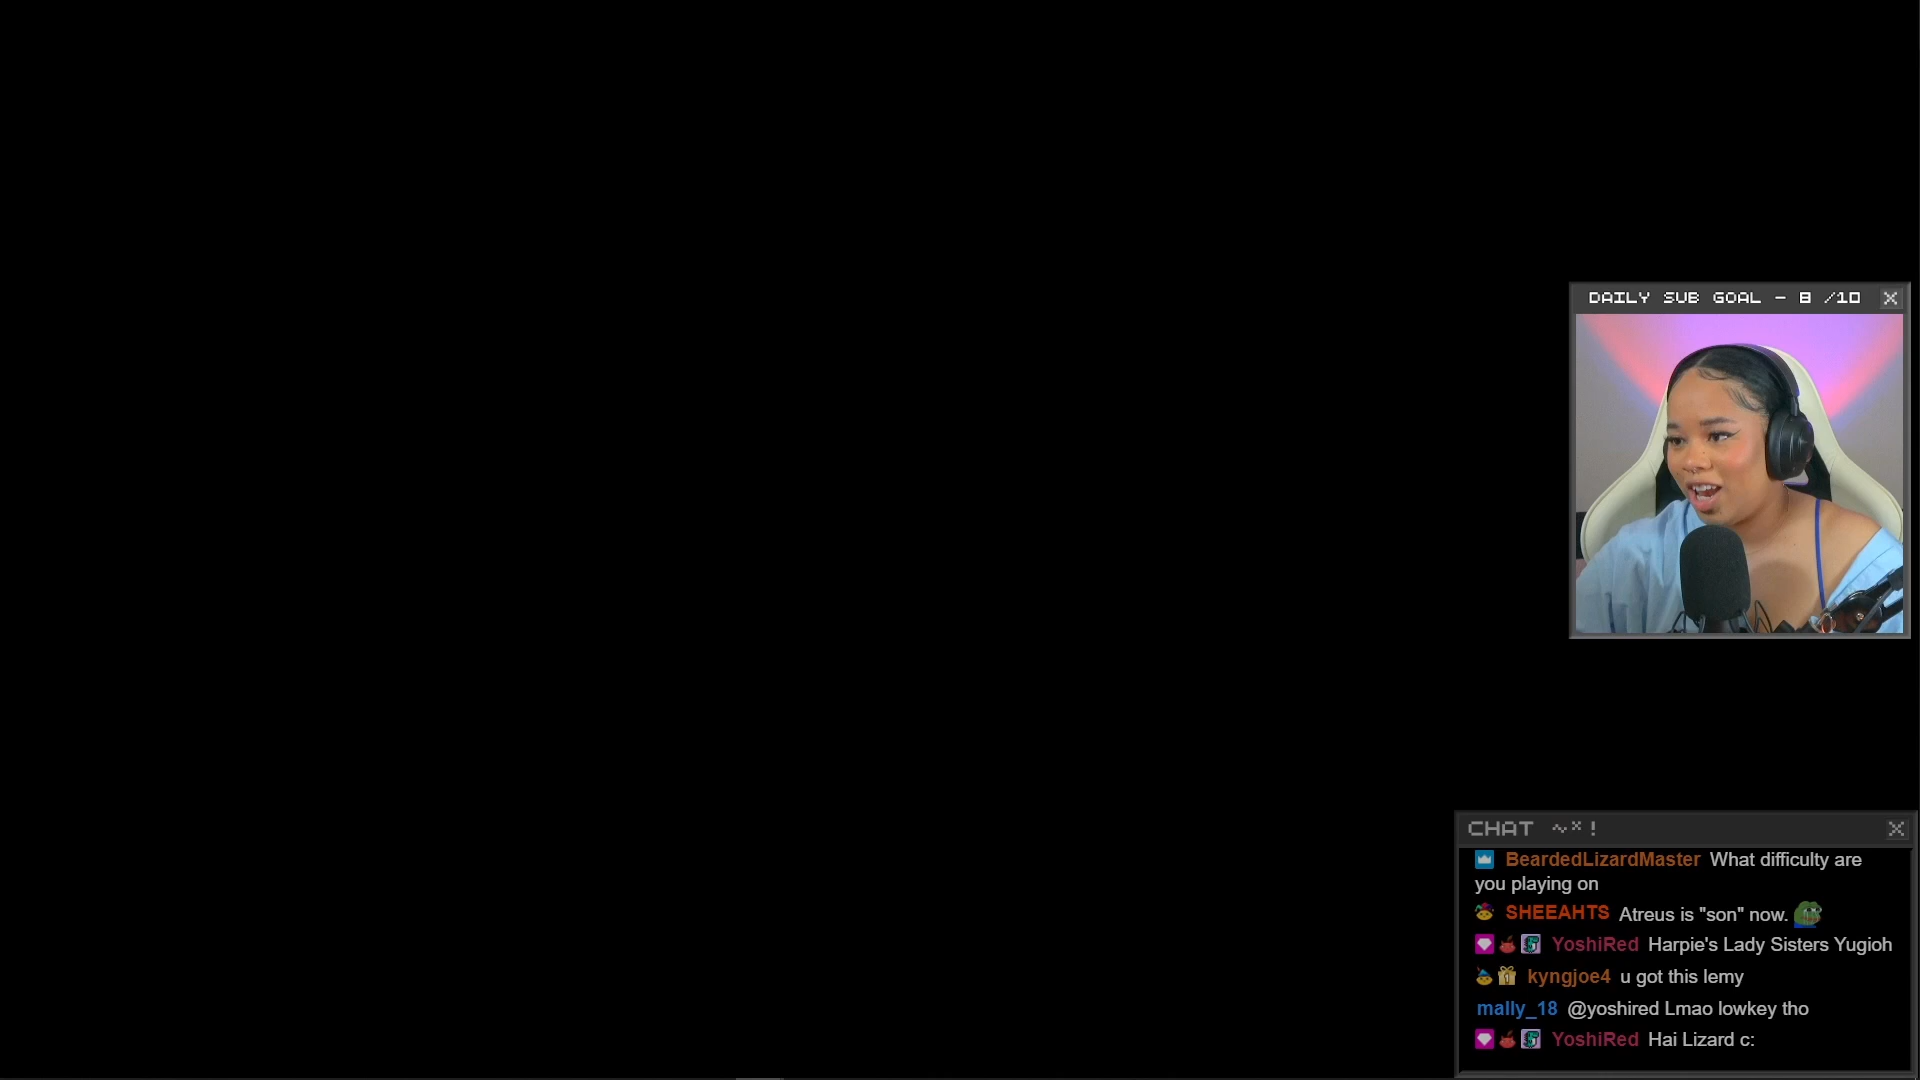 DAILY SUB GOAL - 8 /10
CHAT ~* !
BeardedLizardMaster What difficulty are
you playing on
SHEEAHTS Atreus is "son" now.
YoshiRed Harpie's Lady Sisters Yugioh
kyngjoe4 u got this lemy
mally_18 @yoshired Lmao lowkey tho
YoshiRed Hai Lizard c: